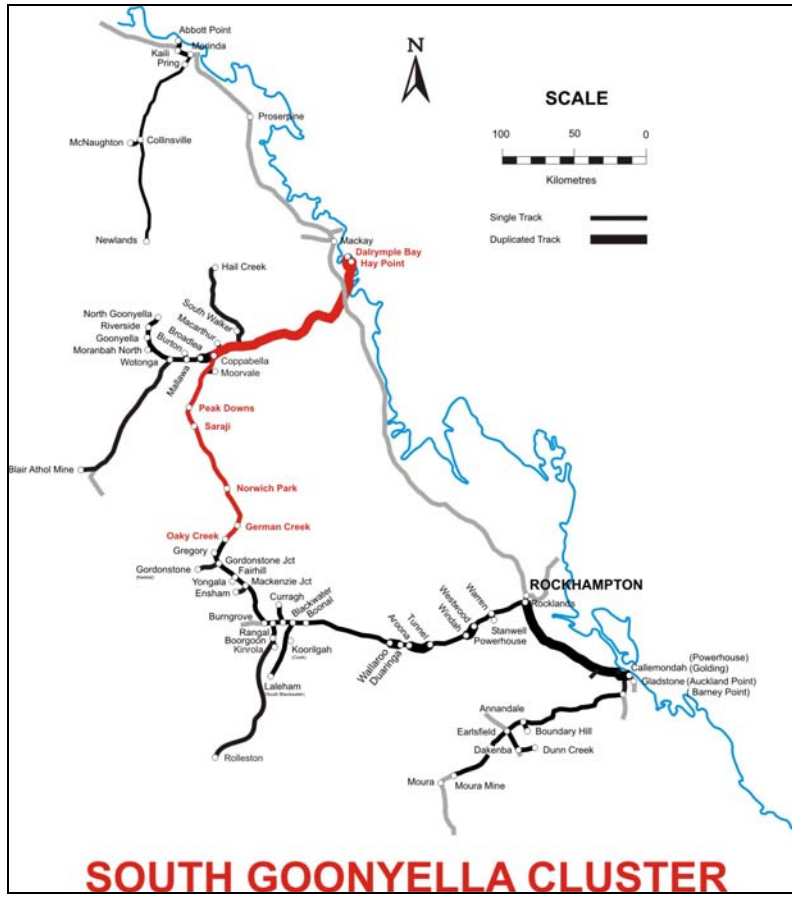 Abbott Point
Kaili
Merinda
Pring
N
SCALE
100 50 0
Kilometres
Single Track
Duplicated Track
Proserpine
McNaughton
Collinsville
Newlands
Mackay
Dalrymple Bay
Hay Point
Hail Creek
South Walker
Macarthur
North Goonyella
Riverside
Goonyella
Moranbah North
Wotonga
Broadlea
Burton
Mallawa
Coppabella
Moorvale
Peak Downs
Saraji
Blair Athol Mine
Norwich Park
German Creek
Oaky Creek
Gregory
Gordonstone Jct
Gordonstone
Fairhill
Yongala
Mackenzie Jct
Ensham
Curragh
Blackwater
Boonal
Burngrove
Rangal
Boorgoon
Kinrola
Koorilgah
(Cook)
Laleham
(South Blackwater)
Rolleston
Wallaroo
Duaringa
Aroona
Tunnel
Windah
Westwood
Warren
Stanwell
Powerhouse
ROCKHAMPTON
Rocklands
Callemondah
(Powerhouse)
(Golding)
Gladstone
(Auckland Point)
( Barney Point)
Annandale
Earlsfield
Boundary Hill
Dakenba
Dunn Creek
Moura
Moura Mine
SOUTH GOONYELLA CLUSTER